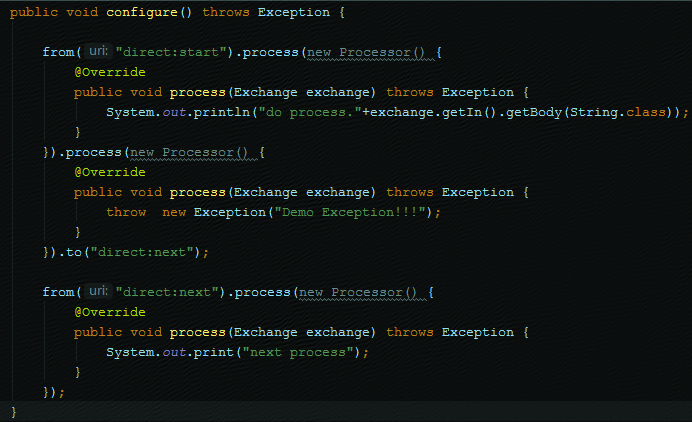 public void configure() throws Exception {
from( uri: "direct:start").process(new Processor() {
@Override
public void process(Exchange exchange) throws Exception {
System.out.println("do process."+exchange.getIn().getBody(String.class));
}
}).process(new Processor() {
@Override
public void process(Exchange exchange) throws Exception {
throw  new Exception("Demo Exception!!!");
}
}).to("direct:next");
from( uri: "direct:next").process(new Processor() {
@Override
public void process(Exchange exchange) throws Exception {
System.out.print("next process");
}
});
}